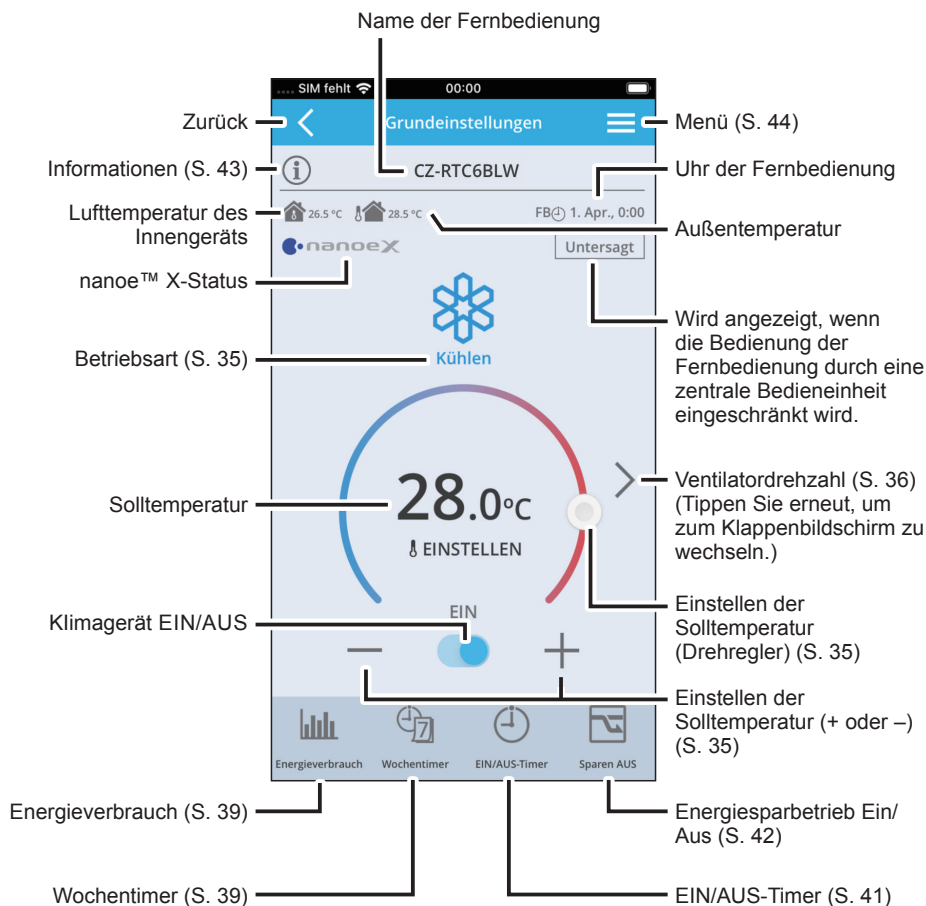 Name der Fernbedienung
.... SIM fehlt
00:00
Zurück
Grundeinstellungen
Menü (S. 44)
Informationen (S. 43)
CZ-RTC6BLW
Uhr der Fernbedienung
Lufttemperatur des
Innengeräts
26.5 °C
28.5 °C
FB 1. Apr., 0:00
Außentemperatur
nanoeX
Untersagt
nanoe™ X-Status
Wird angezeigt, wenn
die Bedienung der
Fernbedienung durch eine
zentrale Bedieneinheit
eingeschränkt wird.
Betriebsart (S. 35)
Kühlen
Ventilatordrehzahl (S. 36)
(Tippen Sie erneut, um
zum Klappenbildschirm zu
wechseln.)
Solltemperatur
28.0°C
EINSTELLEN
Einstellen der
Solltemperatur
(Drehregler) (S. 35)
Klimagerät EIN/AUS
EIN
Einstellen der
Solltemperatur (+ oder –)
(S. 35)
7
Energieverbrauch
Wochentimer
EIN/AUS-Timer
Sparen AUS
Energieverbrauch (S. 39)
Energiesparbetrieb Ein/
Aus (S. 42)
Wochentimer (S. 39)
EIN/AUS-Timer (S. 41)